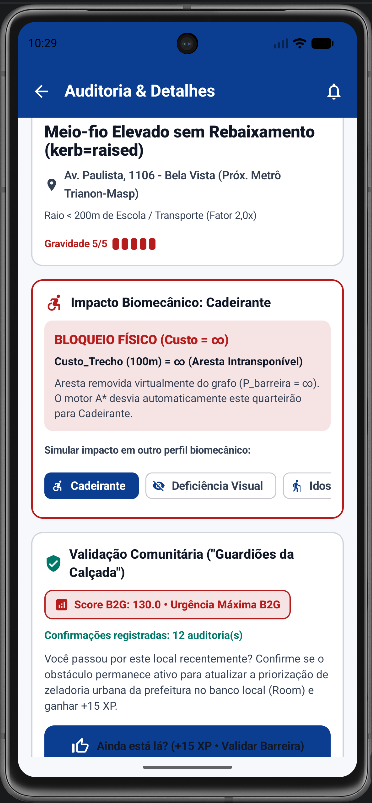 10:29
Auditoria & Detalhes
Meio-fio Elevado sem Rebaixamento
(kerb=raised)
Av. Paulista, 1106 - Bela Vista (Próx. Metrô
Trianon-Masp)
Raio < 200m de Escola / Transporte (Fator 2,0x)
Gravidade 5/5
Impacto Biomecânico: Cadeirante
BLOQUEIO FÍSICO (Custo = ∞)
Custo_Trecho (100m) = ∞ (Aresta Intransponível)
Aresta removida virtualmente do grafo (P_barreira = ∞).
O motor A* desvia automaticamente este quarteirão
para Cadeirante.
Simular impacto em outro perfil biomecânico:
Cadeirante
Deficiência Visual
Idos
Validação Comunitária ("Guardiões da
Calçada")
Score B2G: 130.0 • Urgência Máxima B2G
Confirmações registradas: 12 auditoria(s)
Você passou por este local recentemente? Confirme se o
obstáculo permanece ativo para atualizar a priorização de
zeladoria urbana da prefeitura no banco local (Room) e
ganhar +15 XP.
Ainda está lá? (+15 XP • Validar Barreira)